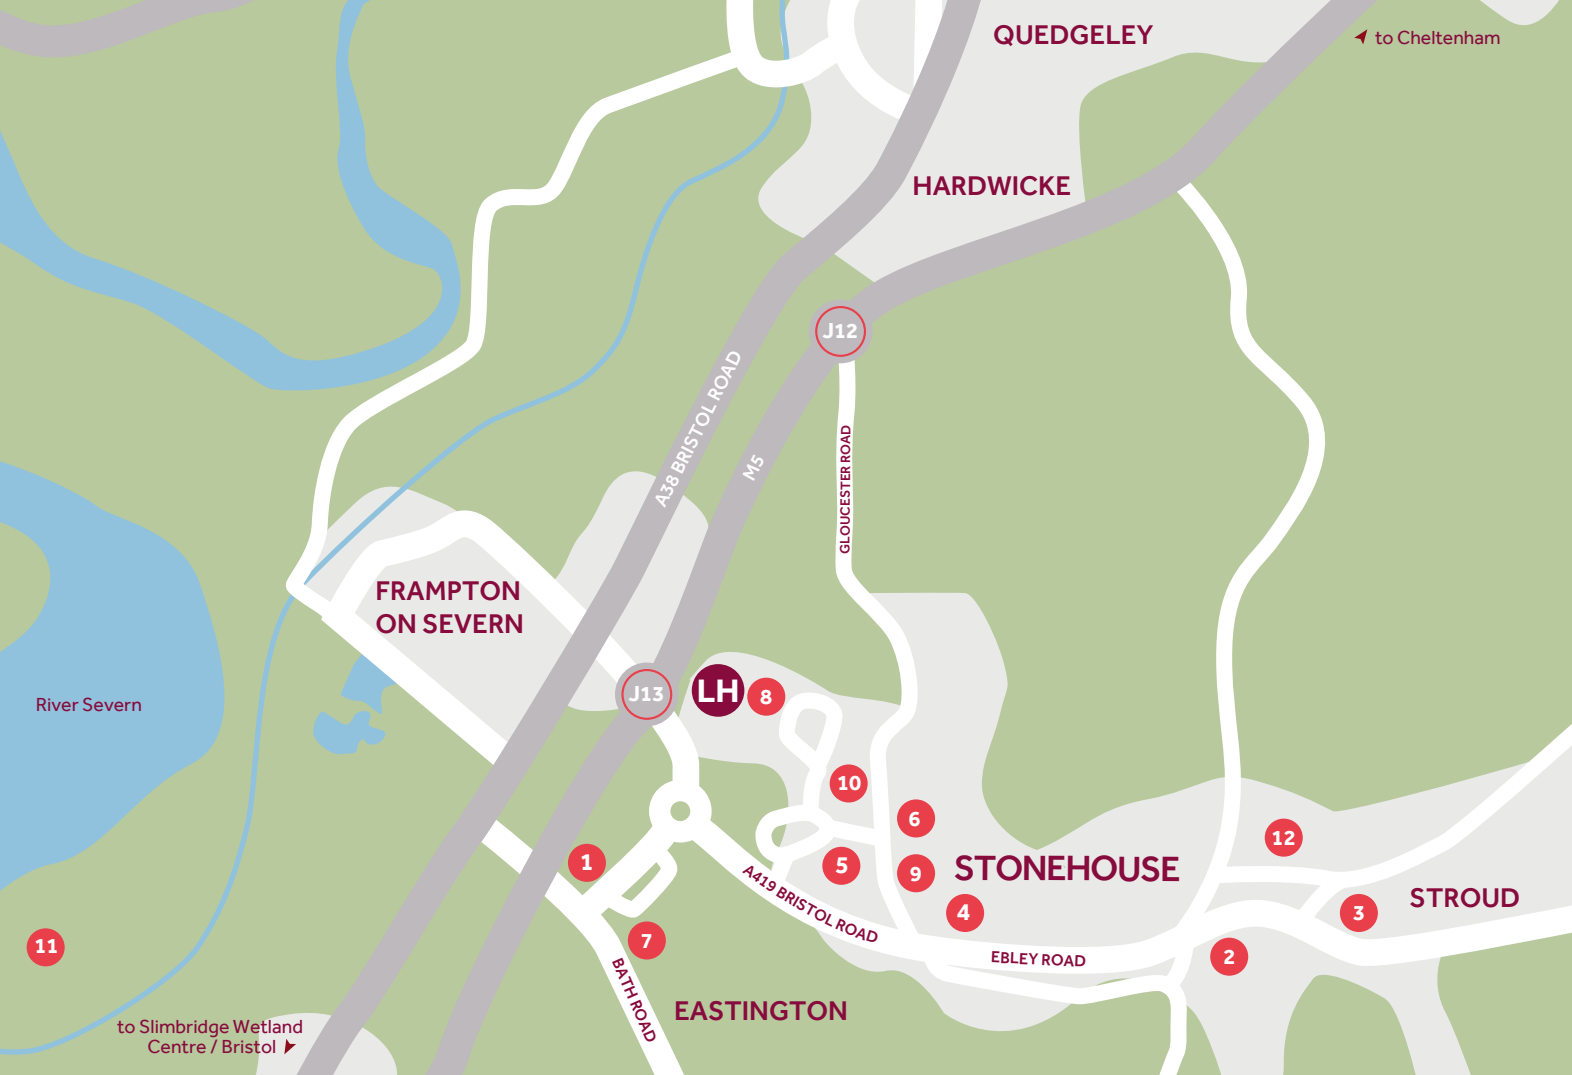 QUEDGELEY
to Cheltenham
HARDWICKE
J12
A38 BRISTOL ROAD
M5
GLOUCESTER ROAD
FRAMPTON
ON SEVERN
River Severn
J13
LH
8
10
6
12
1
5
9
STONEHOUSE
A419 BRISTOL ROAD
4
3
STROUD
7
11
EBLEY ROAD
2
BATH ROAD
EASTINGTON
to Slimbridge Wetland
Centre / Bristol